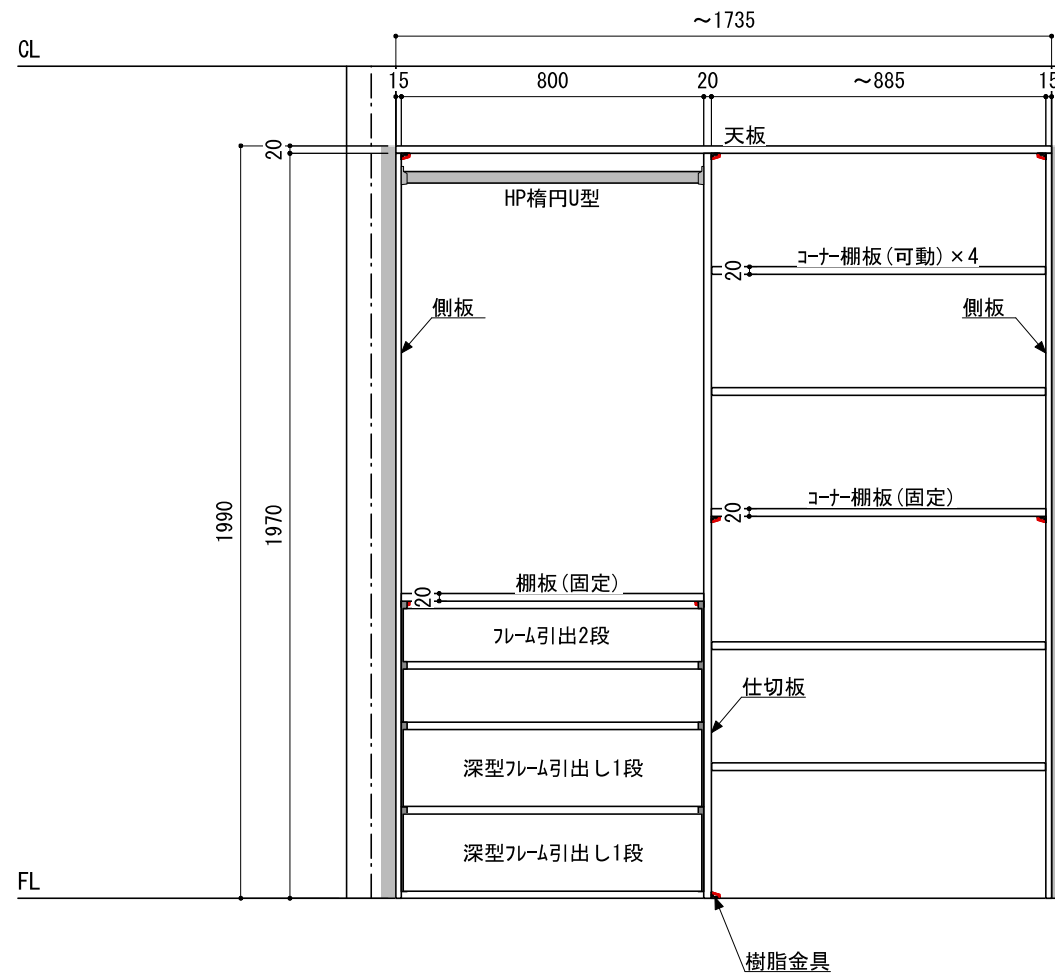 ～1735
CL
15
800
20
～885
15
20
天板
HP楕円U型
コーナー棚板(可動)×4
20
側板
側板
コーナー棚板(固定)
20
1990
1970
棚板(固定)
20
フレーム引出2段
仕切板
深型フレーム引出し1段
深型フレーム引出し1段
FL
樹脂金具